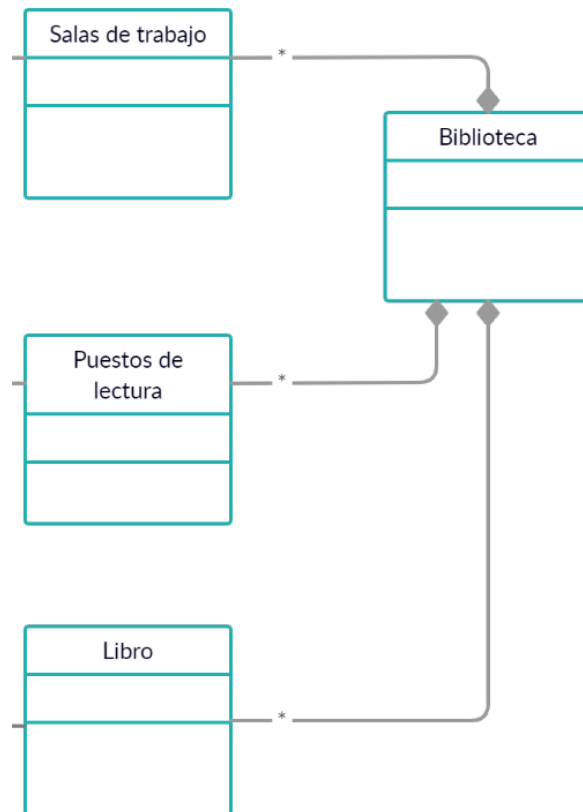 Salas de trabajo
*
Biblioteca
Puestos de
lectura
*
Libro
*